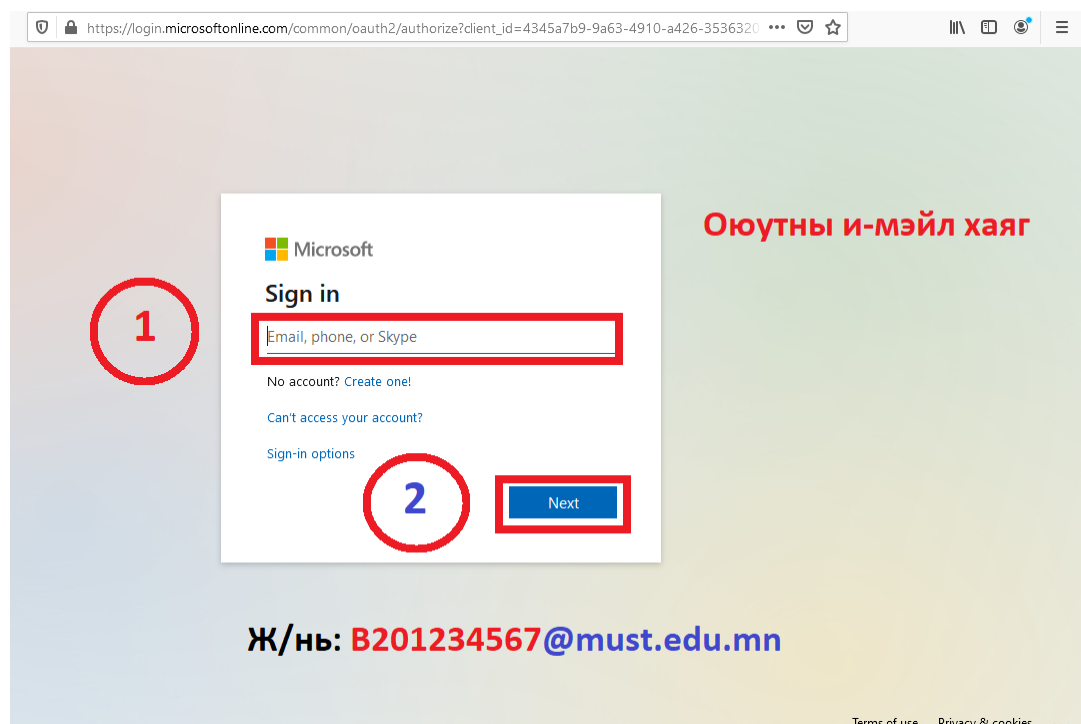 https://login.microsoftonline.com/common/oauth2/authorize?client_id=4345a7b9-9a63-4910-a426-3536320
Оюутны и-мэйл хаяг
Microsoft
Sign in
1
Email, phone, or Skype
No account? Create one!
Can't access your account?
Sign-in options
2
Next
Ж/нь: B201234567@must.edu.mn
Terms of use Privacy & cookies